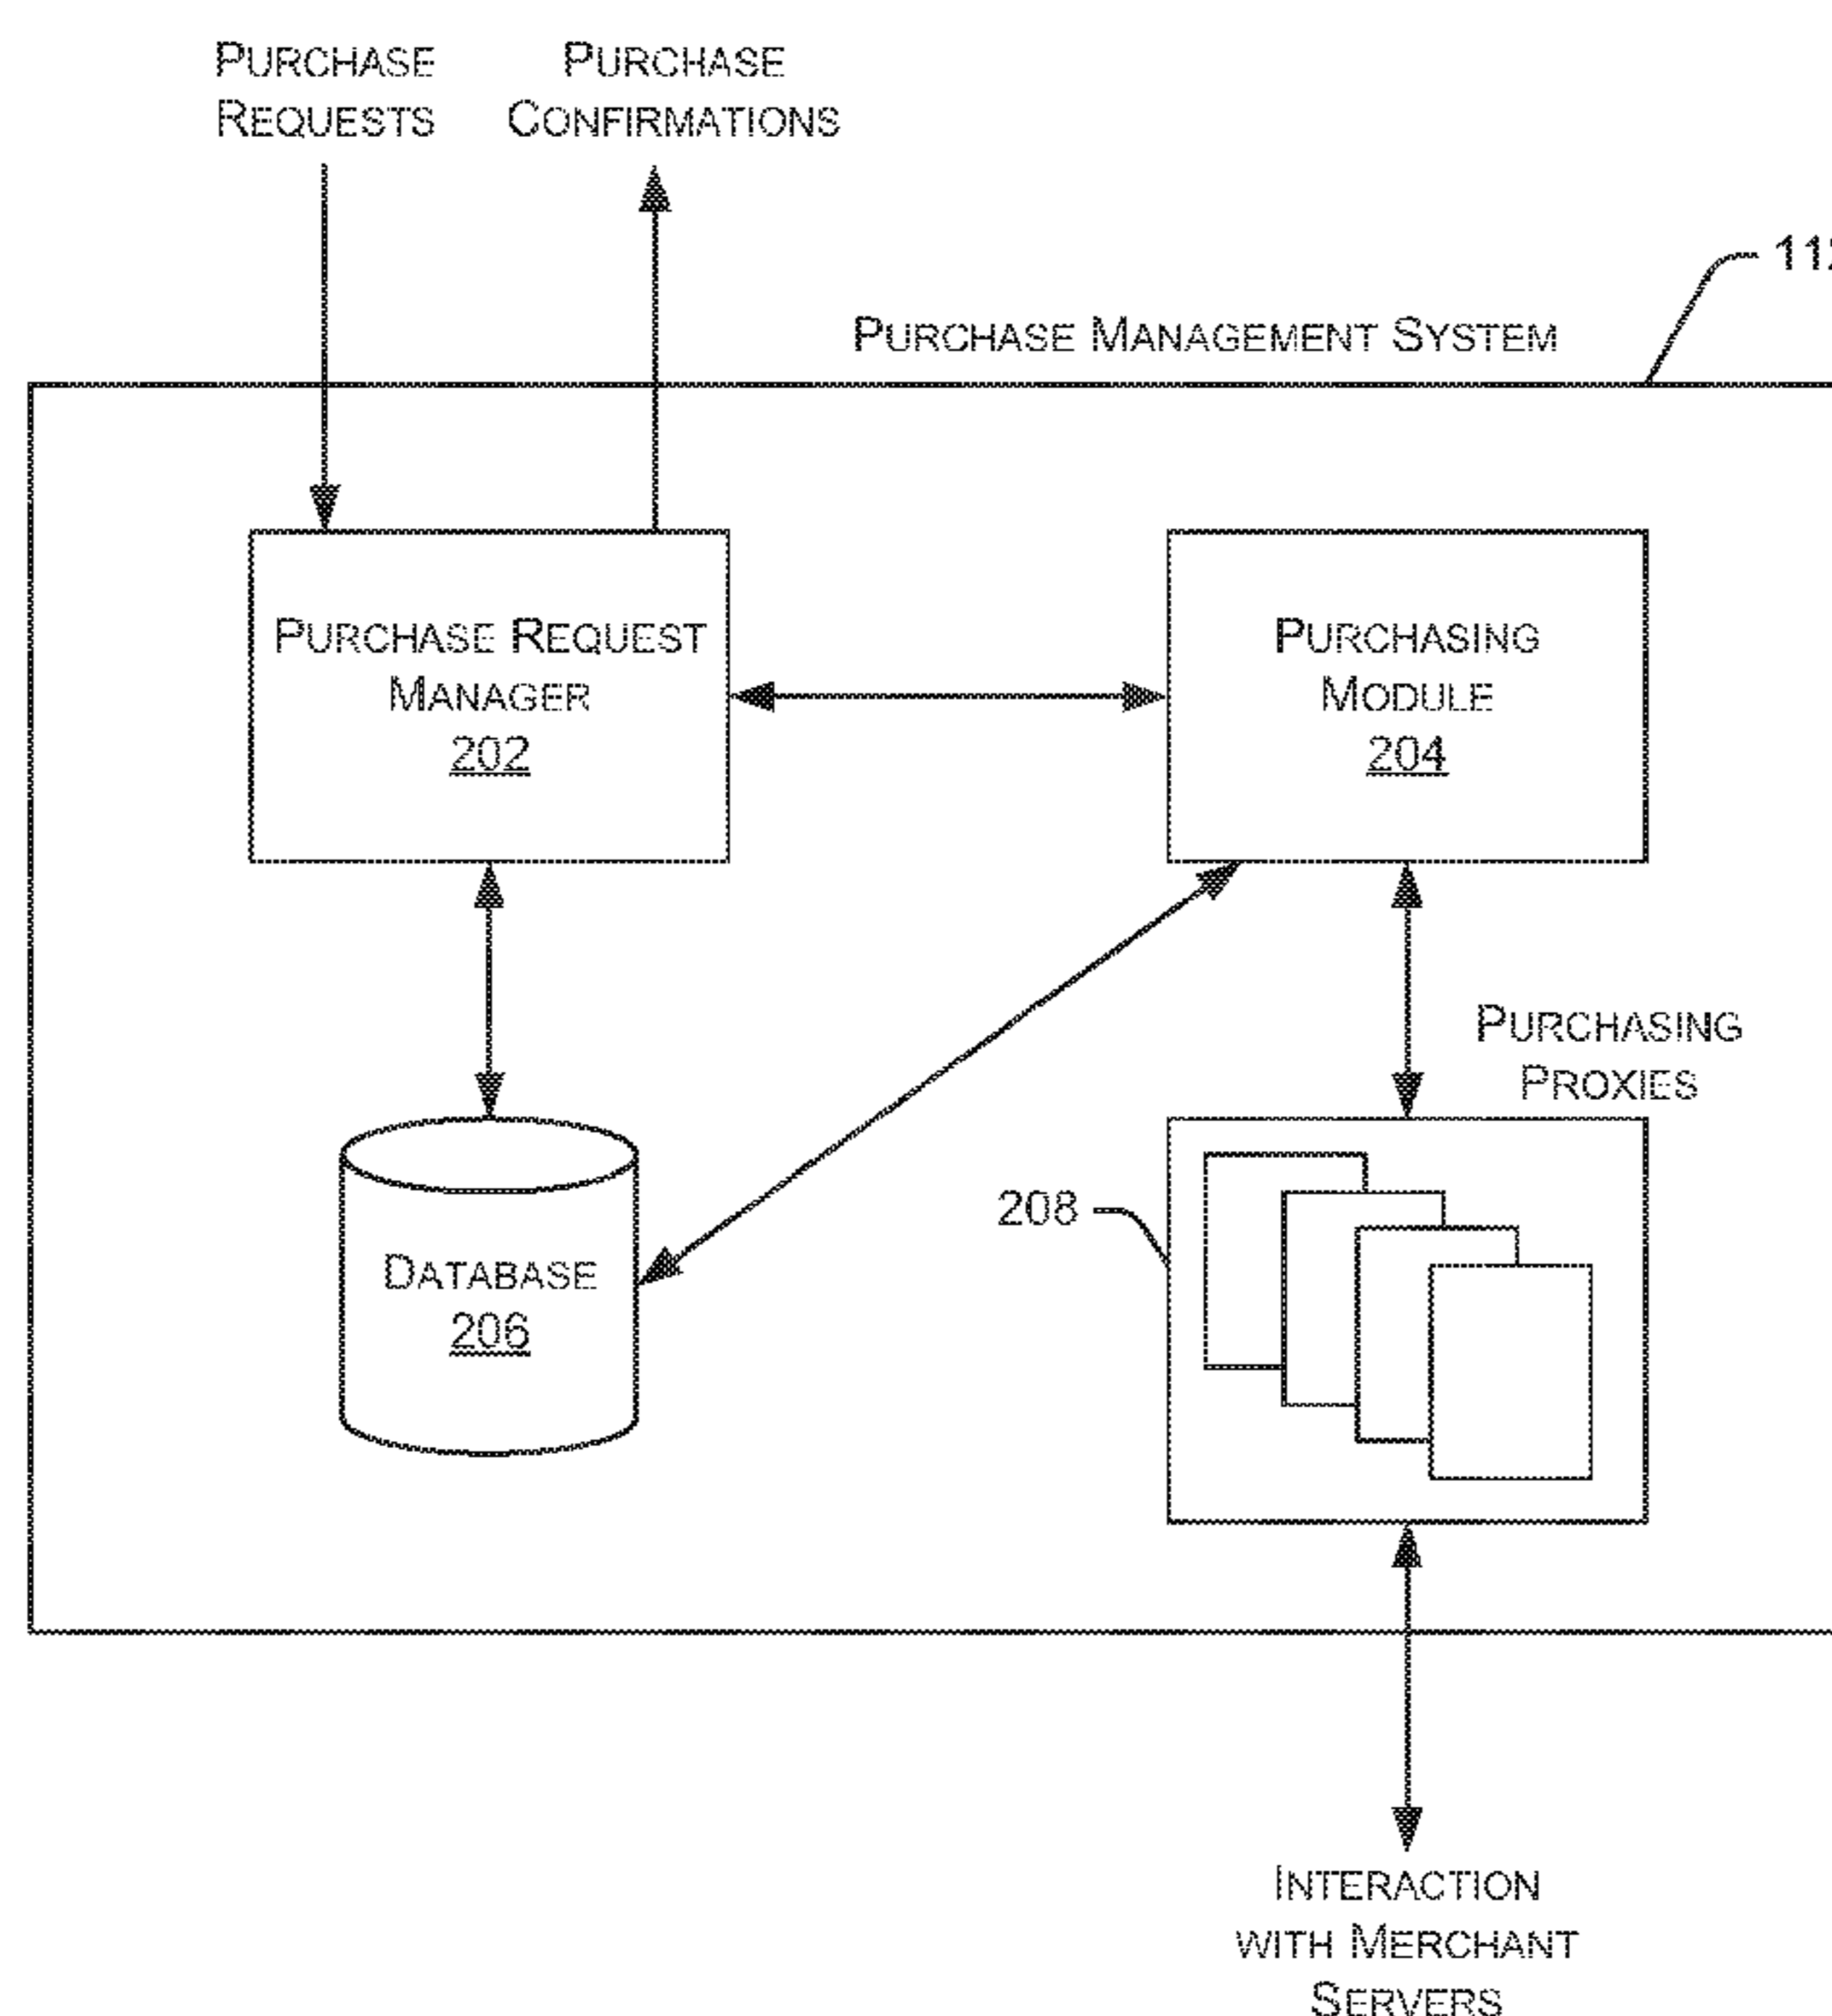 PURCHASE
REQUESTS
PURCHASE
CONFIRMATIONS
PURCHASE MANAGEMENT SYSTEM
PURCHASE REQUEST
MANAGER
202
PURCHASING
MODULE
204
PURCHASING
PROXIES
208
DATABASE
206
INTERACTION
WITH MERCHANT
SERVERS